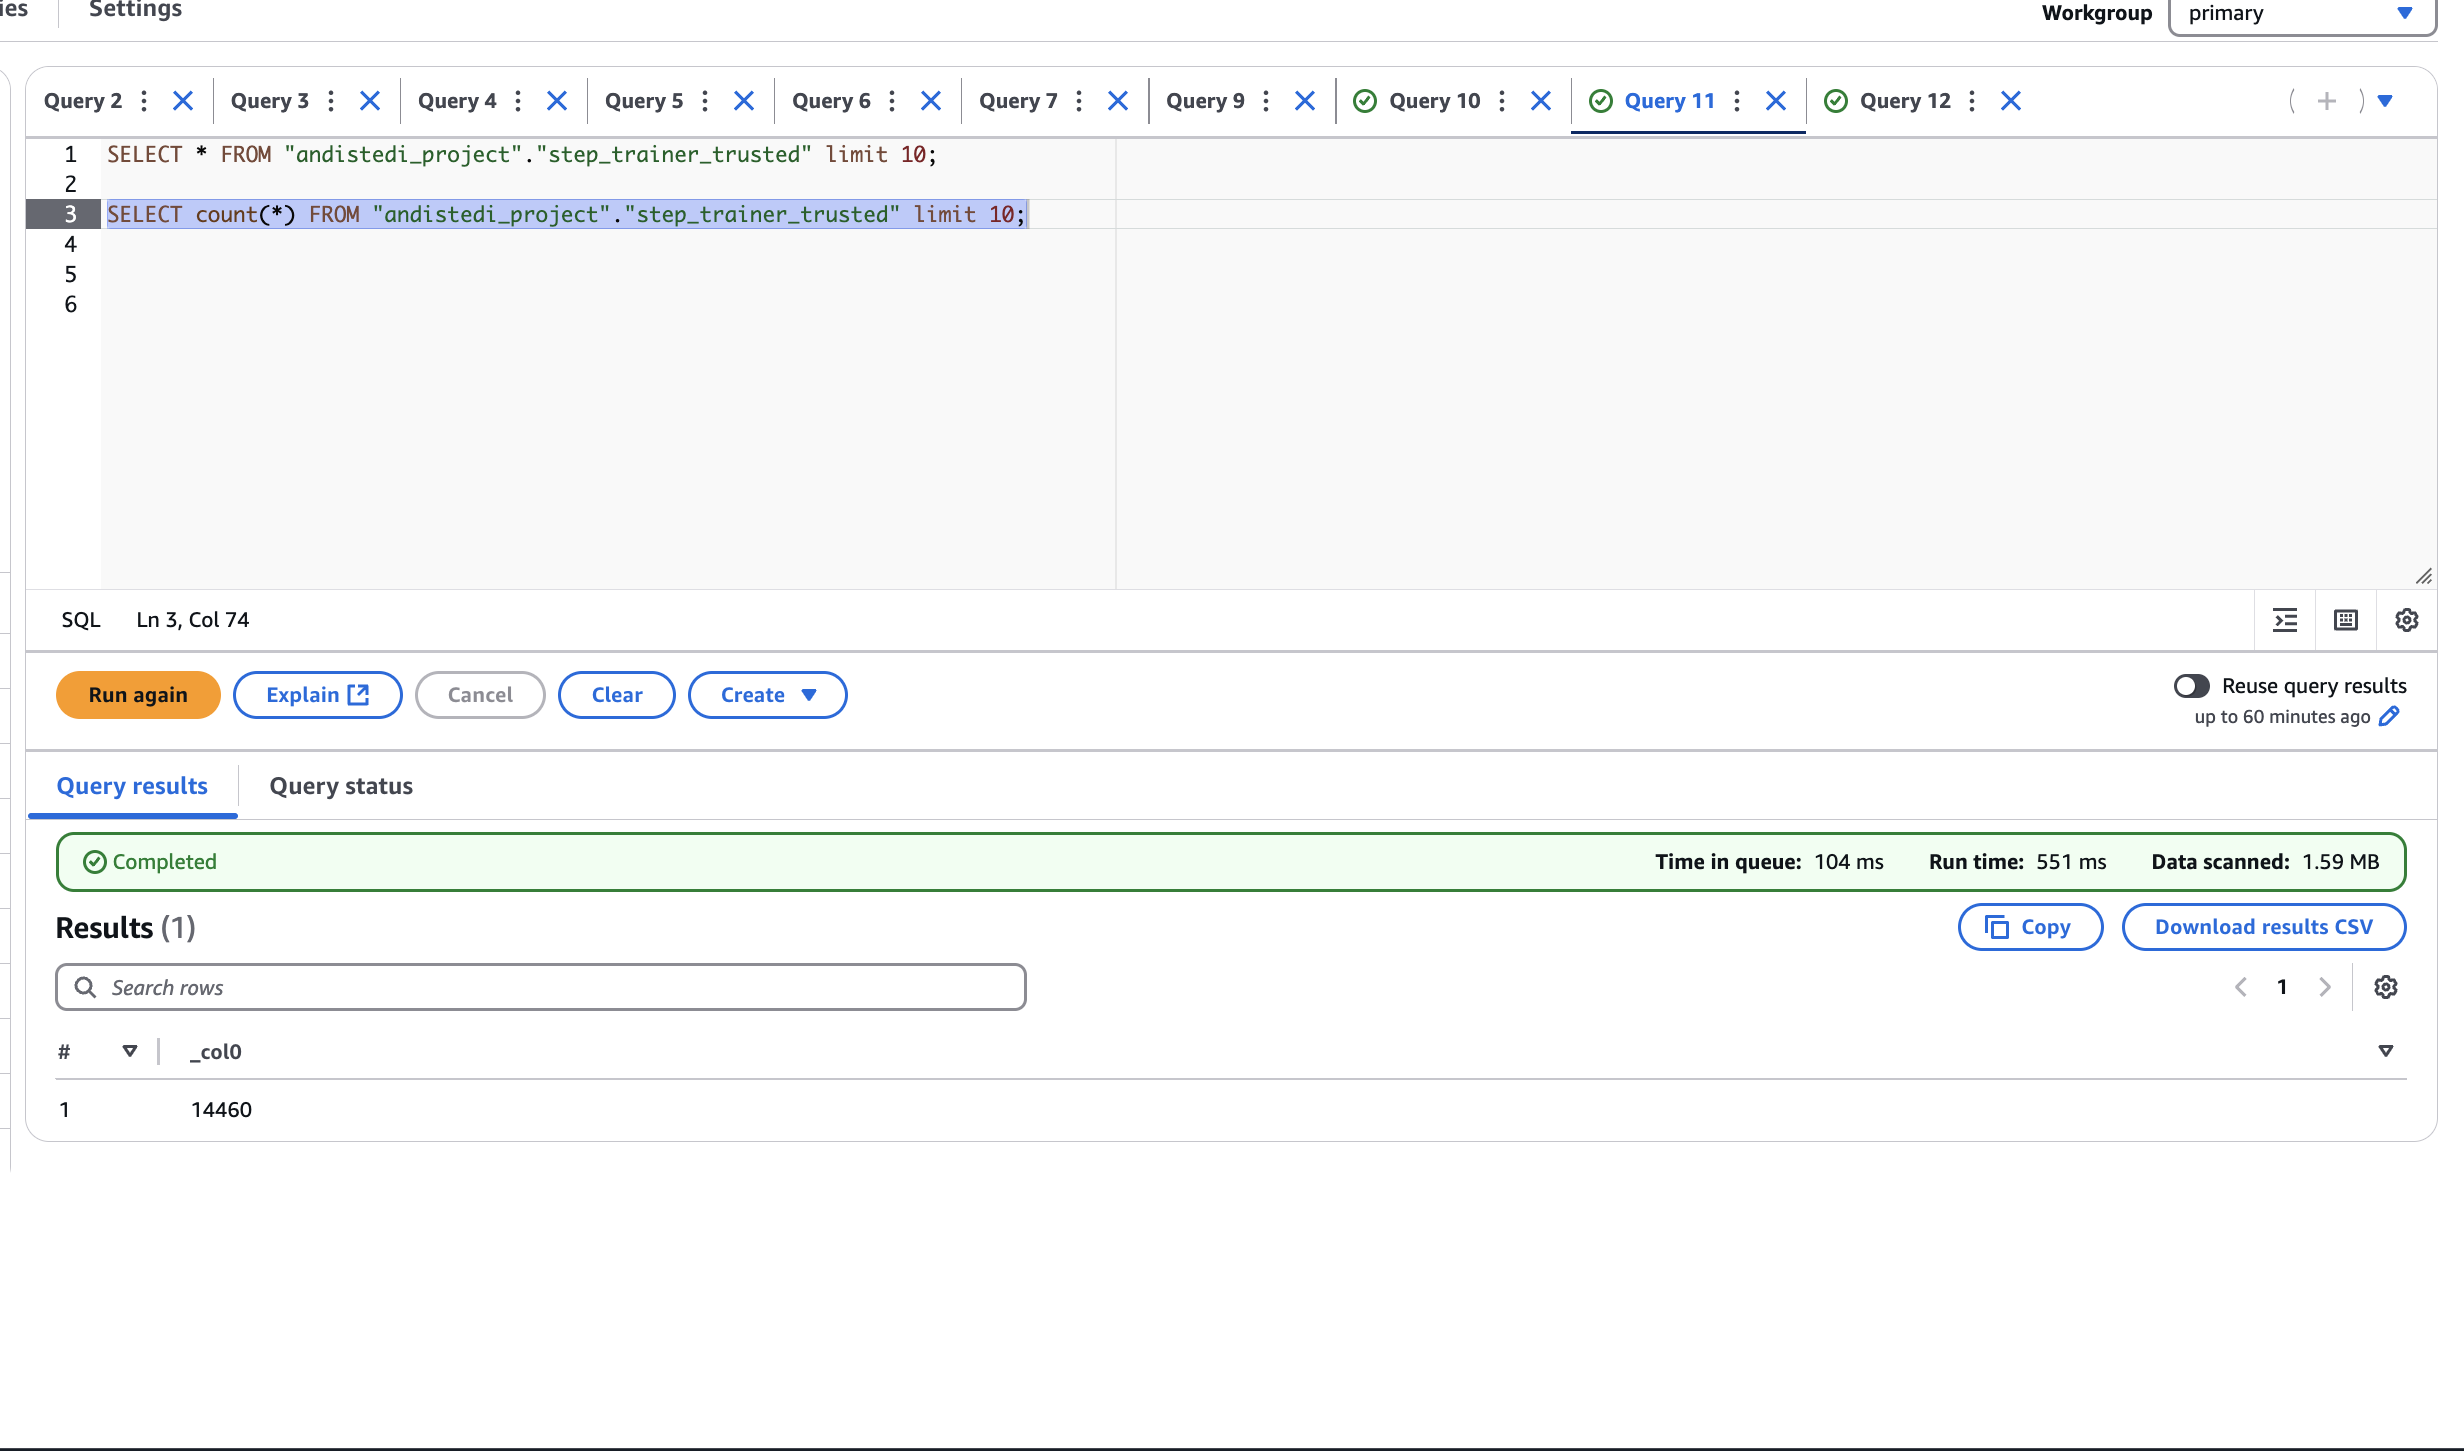 ies Settings Workgroup primary
Query 2 Query 3 Query 4 Query 5 Query 6 Query 7 Query 9 Query 10 Query 11 Query 12
1 SELECT * FROM "andistedi_project"."step_trainer_trusted" limit 10;
2
3 SELECT count(*) FROM "andistedi_project"."step_trainer_trusted" limit 10;
4
5
6
SQL Ln 3, Col 74
Run again Explain Cancel Clear Create Reuse query results
up to 60 minutes ago
Query results Query status
Completed Time in queue: 104 ms Run time: 551 ms Data scanned: 1.59 MB
Results (1) Copy Download results CSV
Search rows 1
# _col0
1 14460